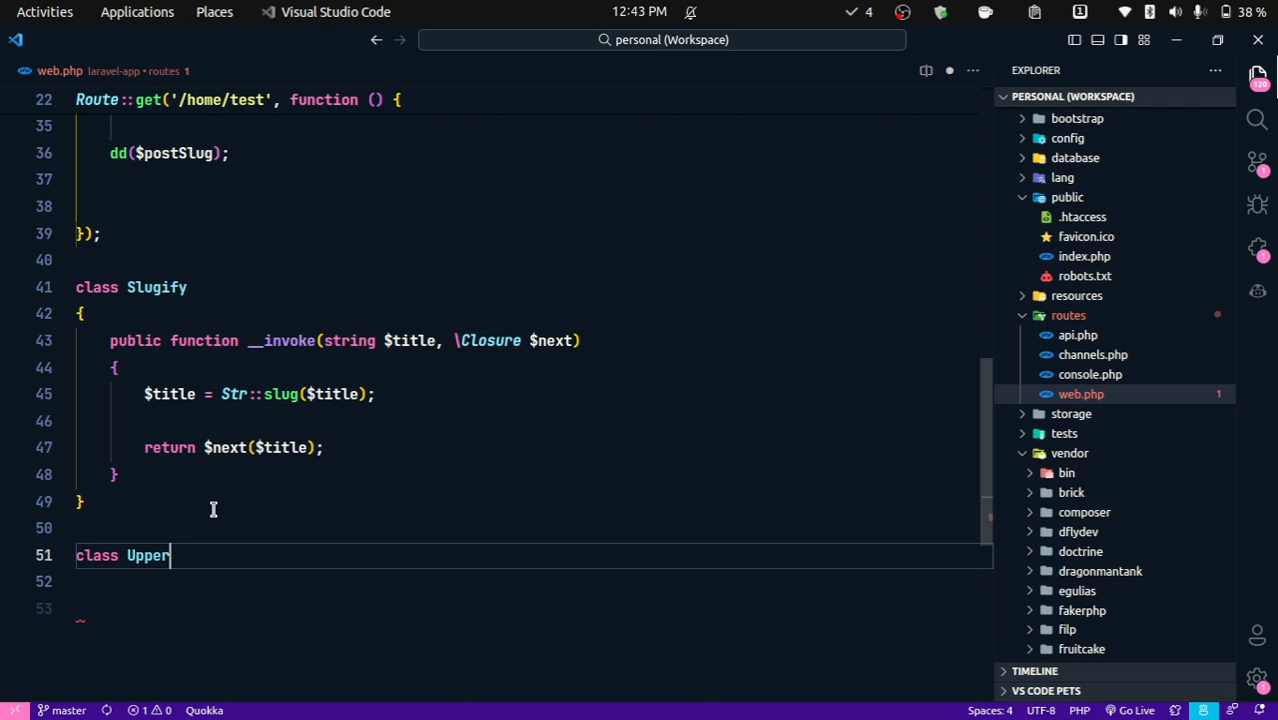 Activities Applications Places Visual Studio Code 12:43 PM 4 1 38 %
personal (Workspace)
web.php laravel-app • routes 1
EXPLORER
PERSONAL (WORKSPACE)
22 Route::get('/home/test', function () {
35
36 dd($postSlug);
37
38
39 });
40
41 class Slugify
42 {
43 public function __invoke(string $title, \Closure $next)
44 {
45 $title = Str::slug($title);
46
47 return $next($title);
48 }
49 }
50
51 class Upper
52
53
bootstrap
config
database
lang
public
.htaccess
favicon.ico
index.php
robots.txt
resources
routes
api.php
channels.php
console.php
web.php 1
storage
tests
vendor
bin
brick
composer
dflydev
doctrine
dragonmantank
egulias
fakerphp
filp
fruitcake
TIMELINE
VS CODE PETS
120
1
1
1
master 1 0 Quokka Spaces: 4 UTF-8 PHP Go Live